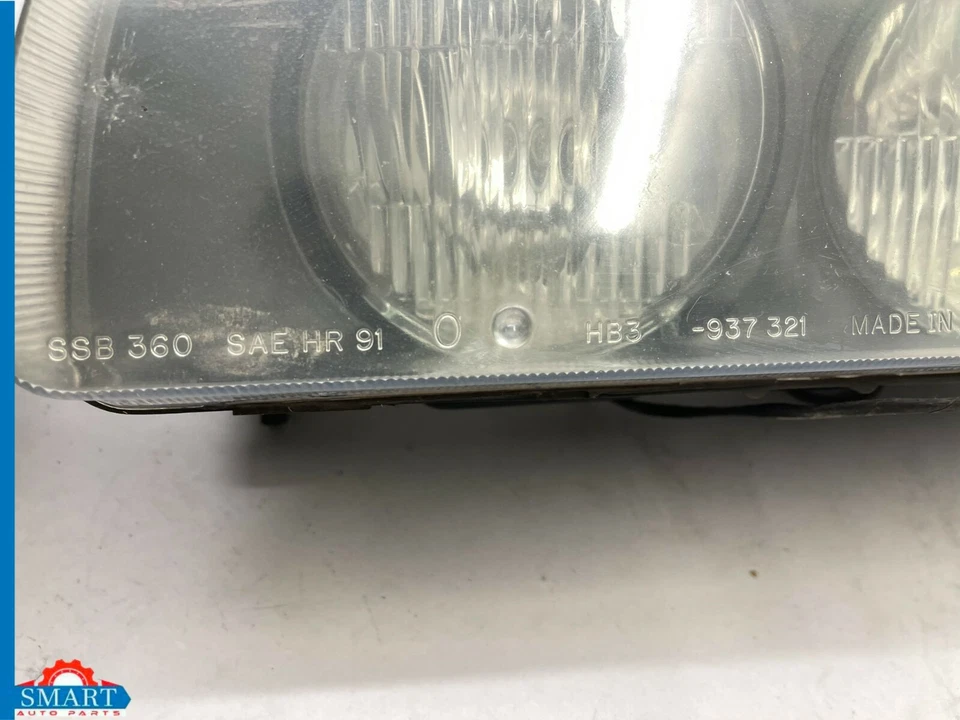 SSB 360 SAE HR 91 O HB3 -937 321 MADE IN
SMART
AUTO PARTS